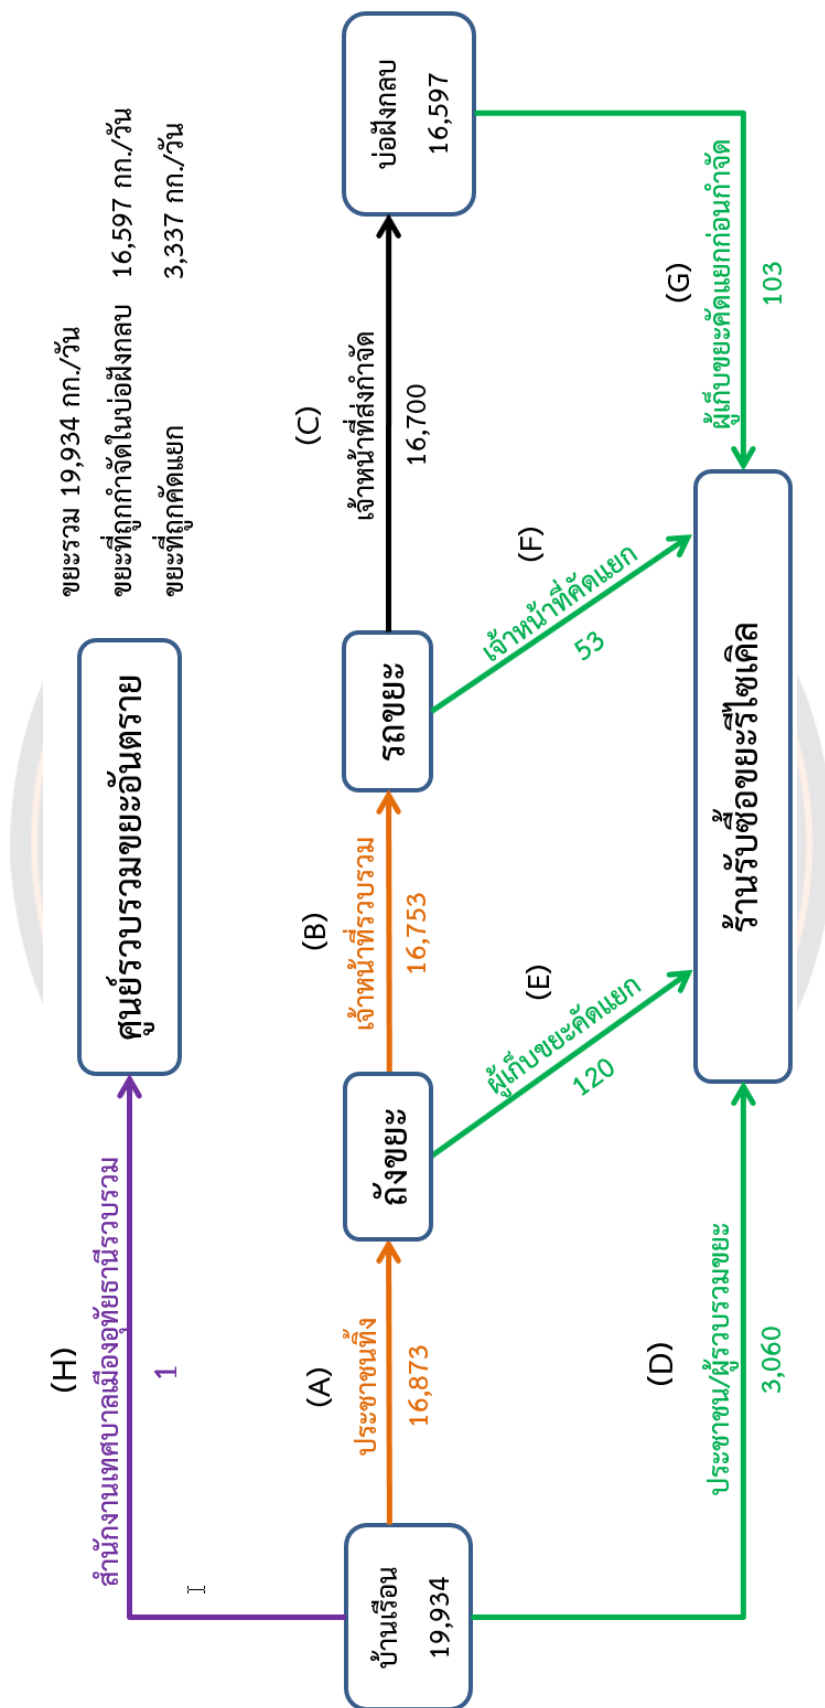 ขยะรวม 19,934 กก./วัน
ขยะที่ถูกกำจัดในบ่อฝังกลบ 16,597 กก./วัน
ขยะที่ถูกคัดแยก 3,337 กก./วัน
(H)
สำนักงานเทศบาลเมืองอุทัยธานีรวบรวม
1
ศูนย์รวบรวมขยะอันตราย
บ้านเรือน
19,934
(A)
ประชาชนทิ้ง
16,873
ถังขยะ
(B)
เจ้าหน้าที่รวบรวม
16,753
รถขยะ
(C)
เจ้าหน้าที่ส่งกำจัด
16,700
บ่อฝังกลบ
16,597
(D)
ประชาชน/ผู้รวบรวมขยะ
3,060
(E)
ผู้เก็บขยะคัดแยก
120
(F)
เจ้าหน้าที่คัดแยก
53
(G)
ผู้เก็บขยะคัดแยกก่อนกำจัด
103
ร้านรับซื้อขยะรีไซเคิล